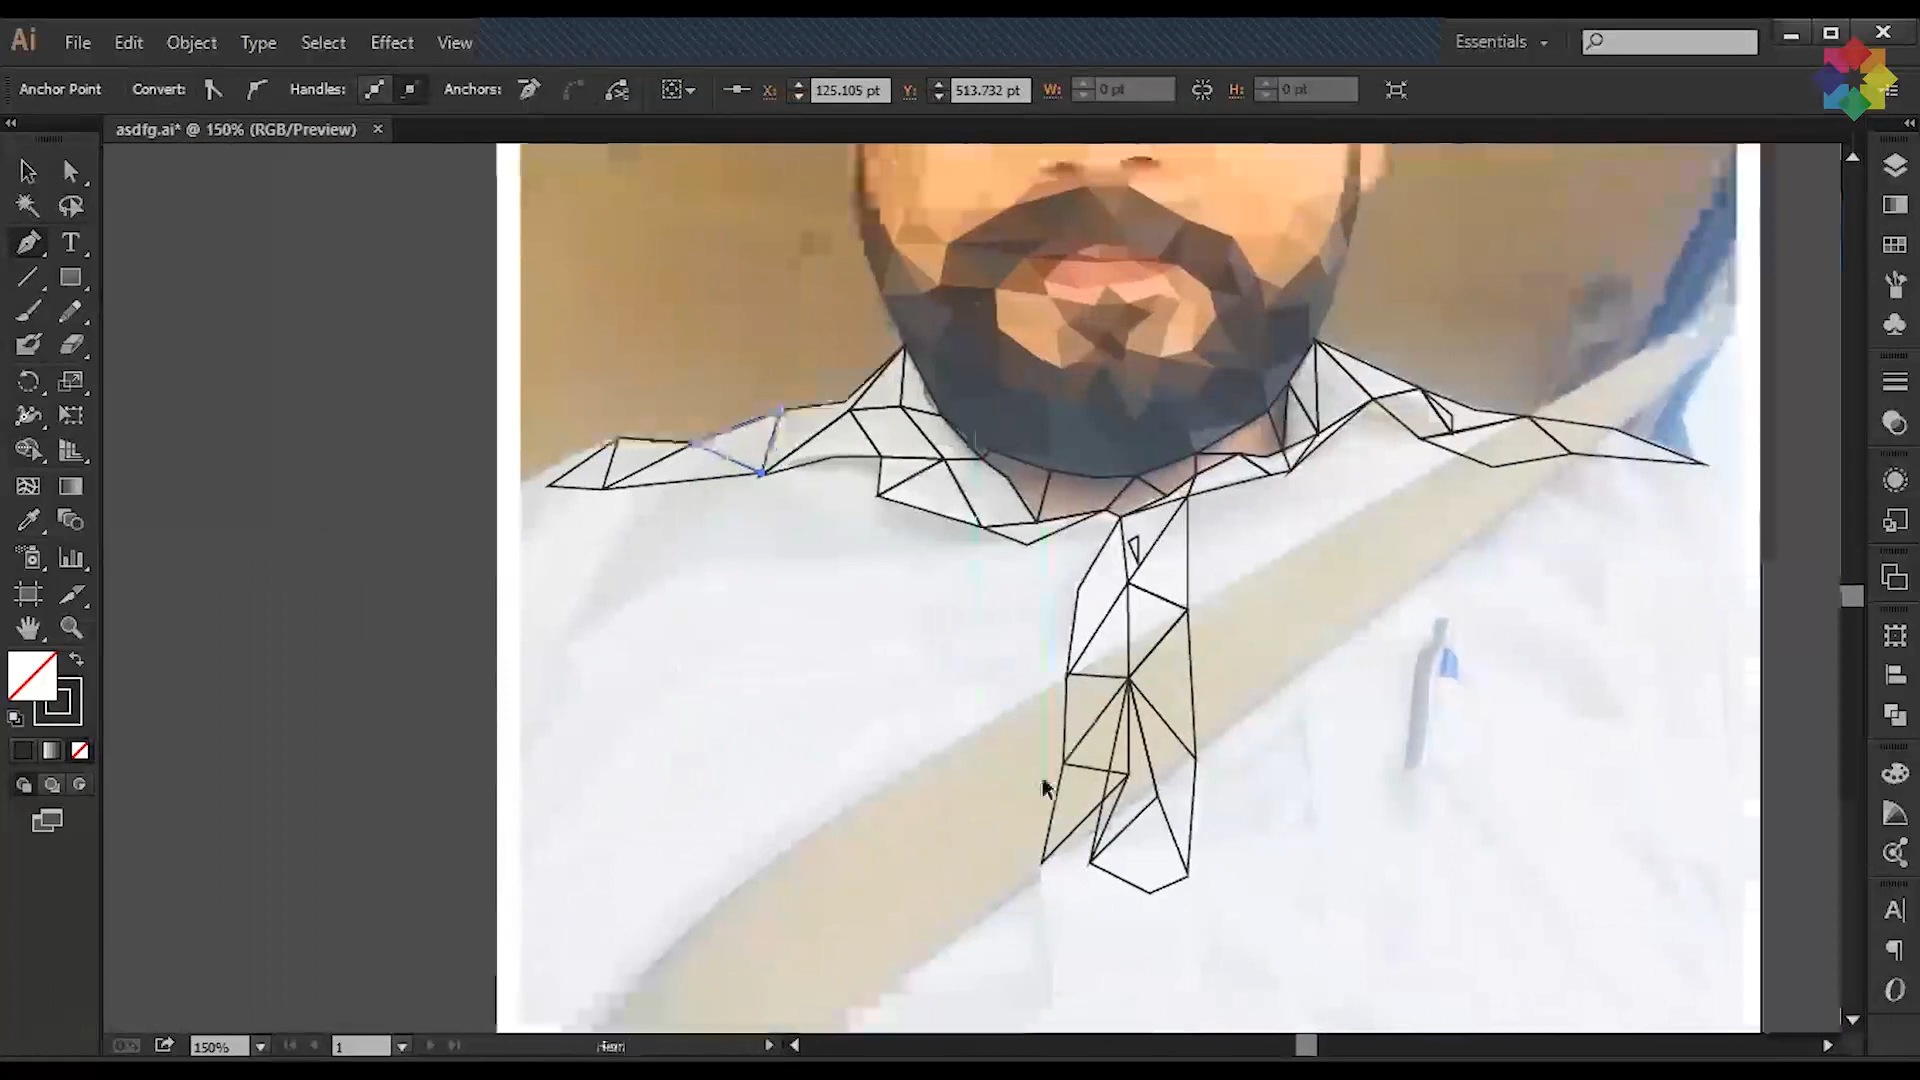 Ai File Edit Object Type Select Effect View Essentials
Anchor Point Convert: Handles: Anchors: X: 125.105 pt Y: 513.732 pt W: 0 pt H: 0 pt
asdfg.ai* @ 150% (RGB/Preview) ×
150% 1